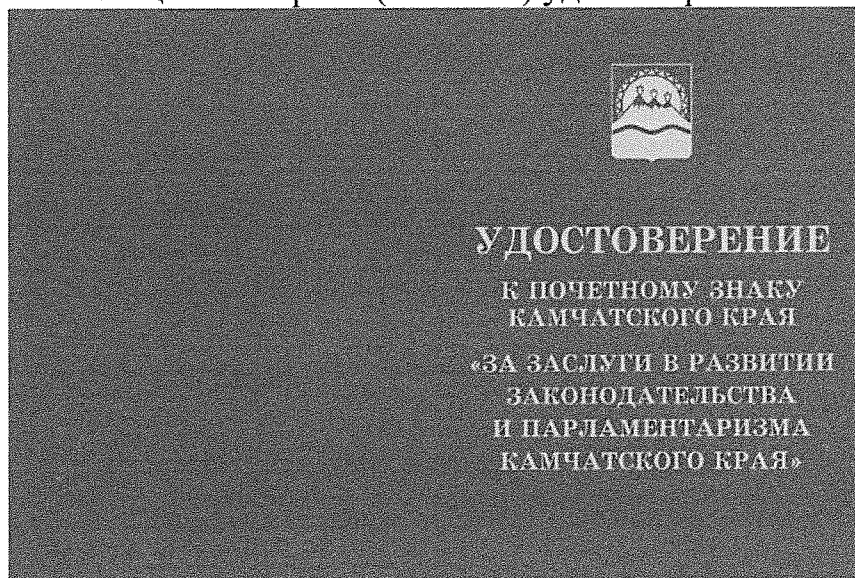 УДОСТОВЕРЕНИЕ
К ПОЧЕТНОМУ ЗНАКУ
КАМЧАТСКОГО КРАЯ
«ЗА ЗАСЛУГИ В РАЗВИТИИ
ЗАКОНОДАТЕЛЬСТВА
И ПАРЛАМЕНТАРИЗМА
КАМЧАТСКОГО КРАЯ»